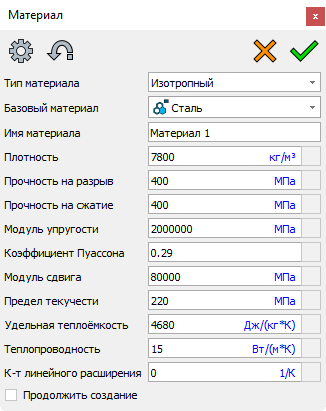 Материал
Тип материала Изотропный
Базовый материал Сталь
Имя материала Материал 1
Плотность 7800 кг/м³
Прочность на разрыв 400 МПа
Прочность на сжатие 400 МПа
Модуль упругости 2000000 МПа
Коэффициент Пуассона 0.29
Модуль сдвига 80000 МПа
Предел текучести 220 МПа
Удельная теплоёмкость 4680 Дж/(кг*К)
Теплопроводность 15 Вт/(м*К)
К-т линейного расширения 0 1/К
Продолжить создание